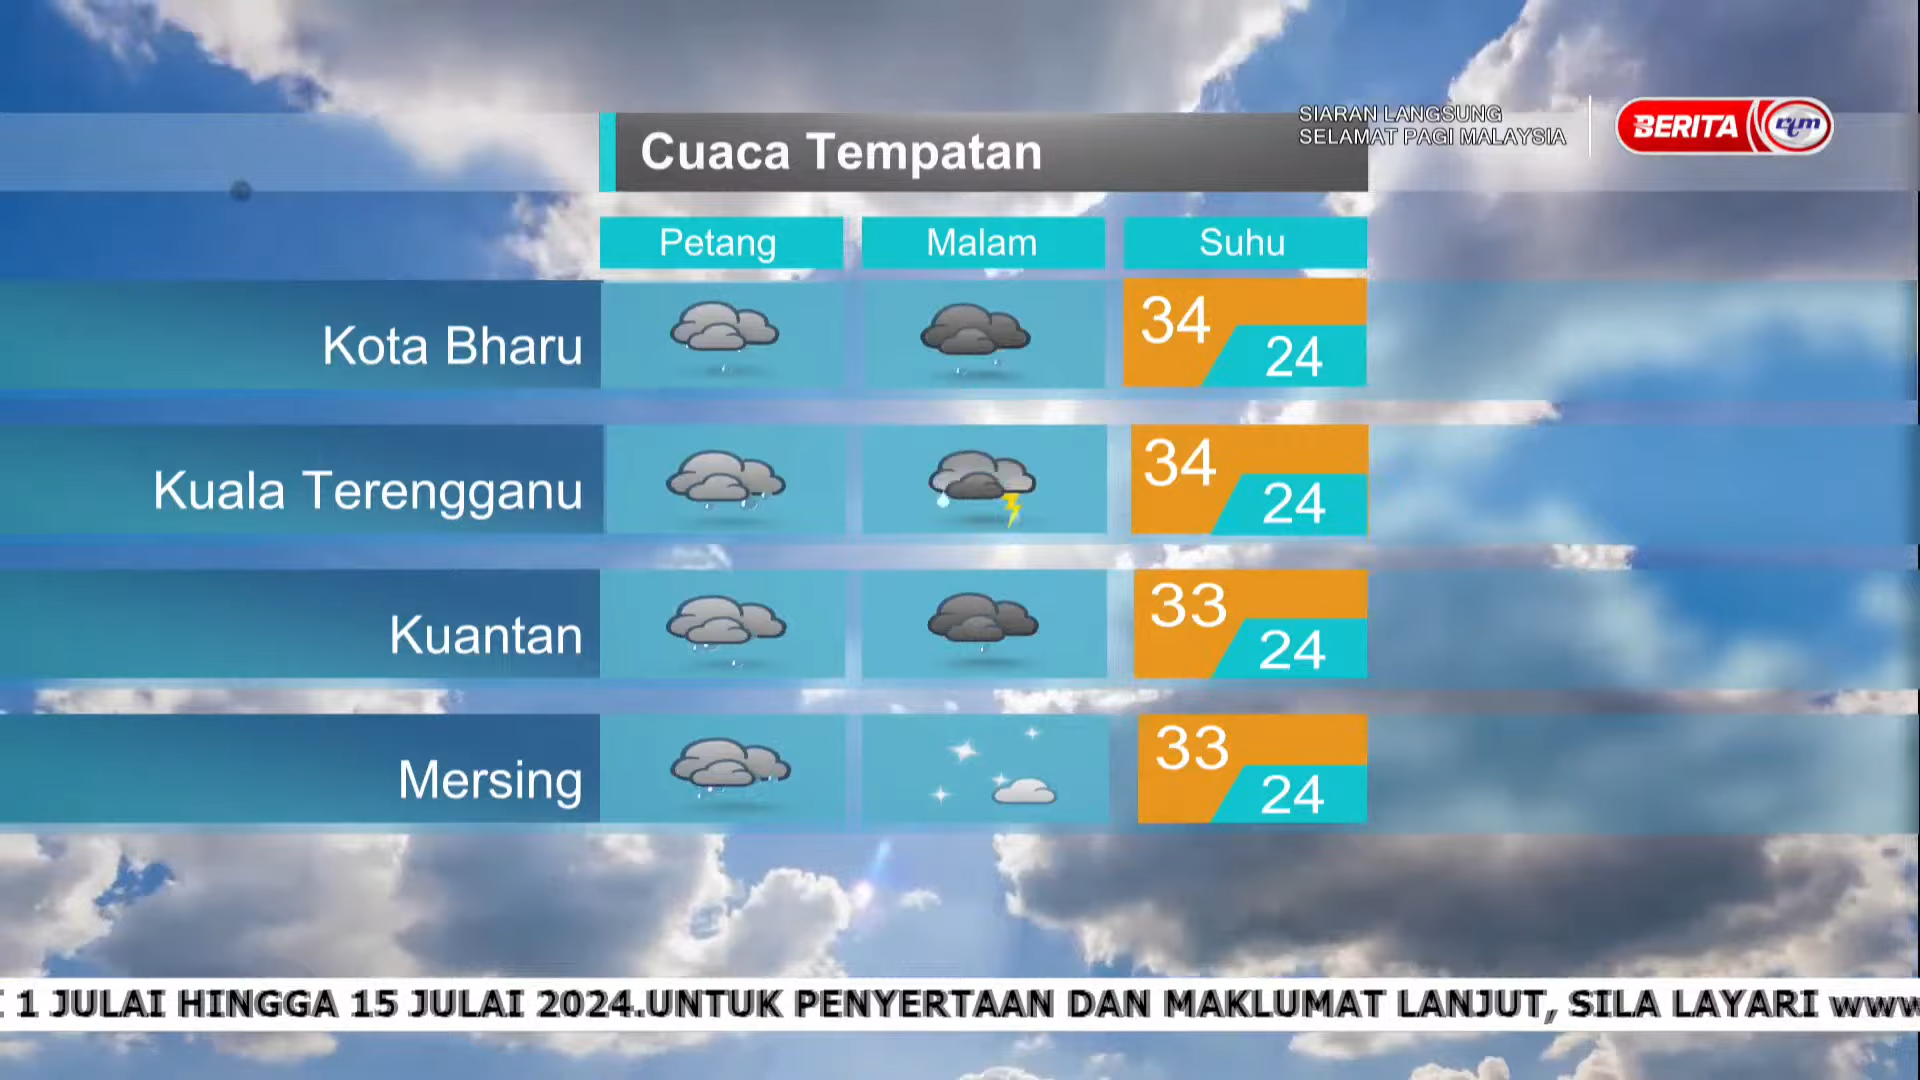 SIARAN LANGSUNG
SELAMAT PAGI MALAYSIA
BERITA rtm
Cuaca Tempatan
Petang Malam Suhu
Kota Bharu 34 24
Kuala Terengganu 34 24
Kuantan 33 24
Mersing 33 24
1 JULAI HINGGA 15 JULAI 2024.UNTUK PENYERTAAN DAN MAKLUMAT LANJUT, SILA LAYARI www